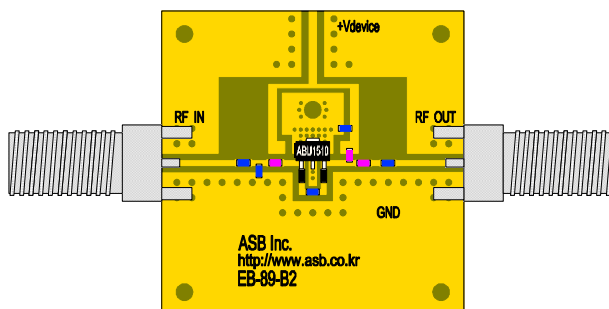 +Vdevice
RF IN
RF OUT
ABU1510
GND
ASB Inc.
http://www.asb.co.kr
EB-89-B2